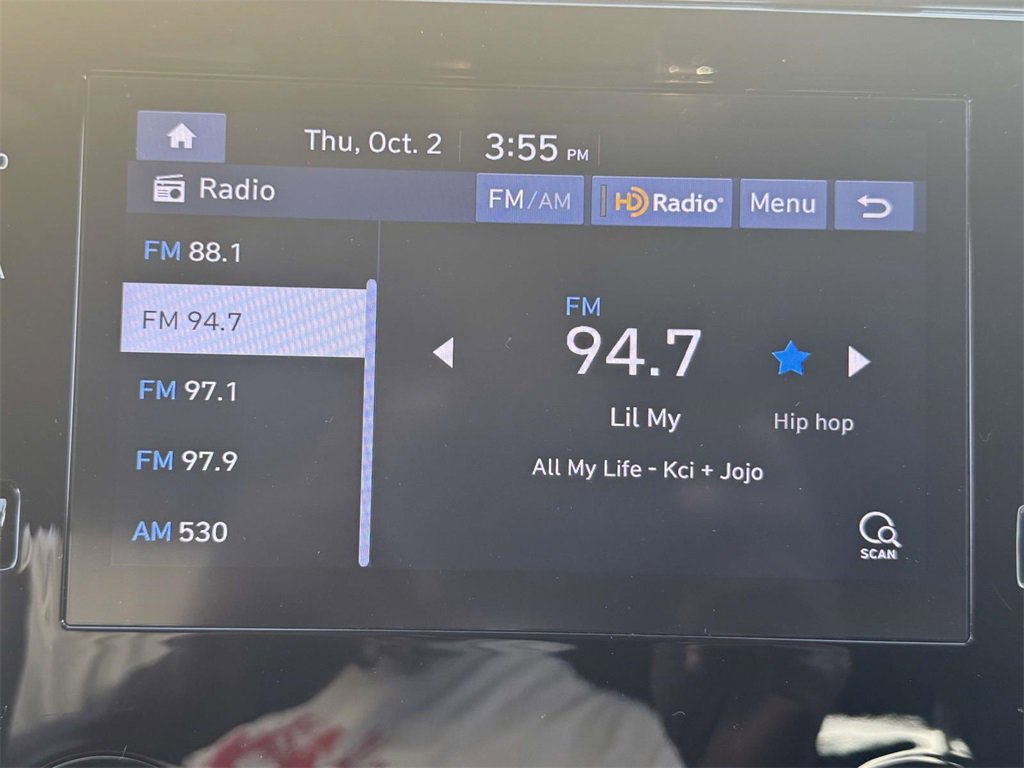 Thu, Oct. 2 3:55 PM
Radio FM/AM HD Radio® Menu
FM 88.1
FM 94.7
FM 97.1
FM 97.9
AM 530
FM
94.7
Lil My
Hip hop
All My Life - Kci + Jojo
SCAN